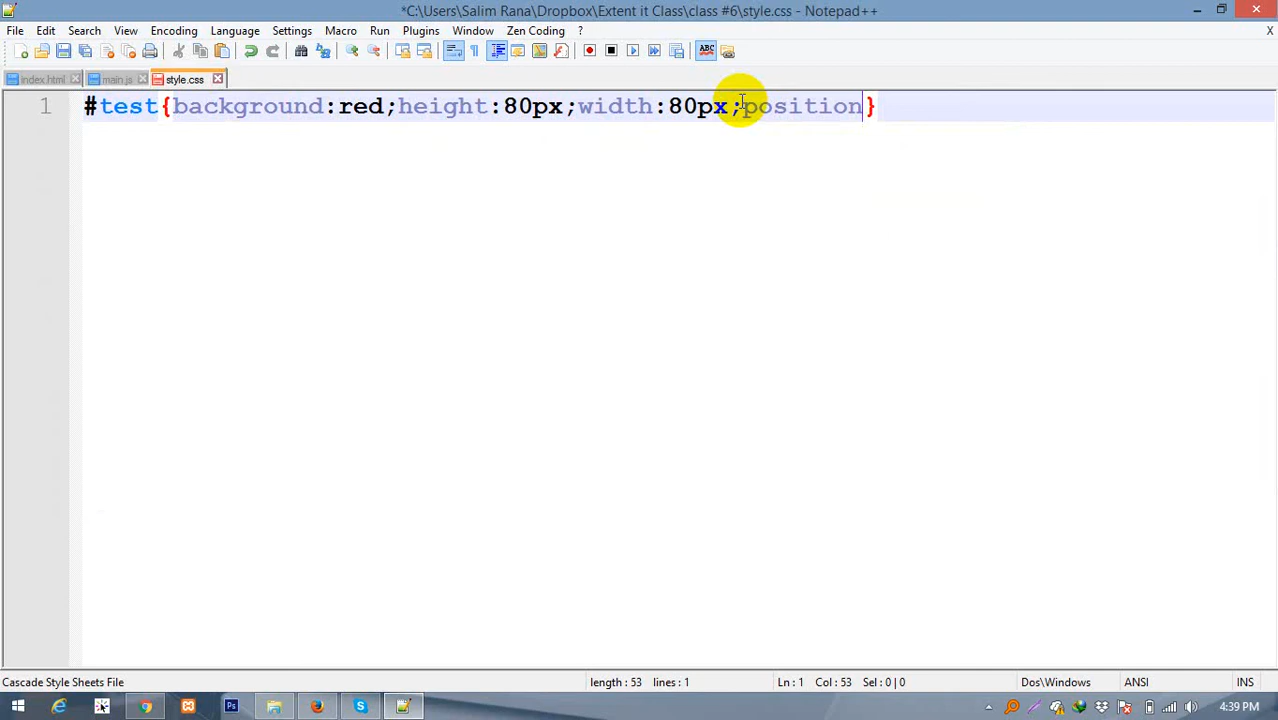 *C:\Users\Salim Rana\Dropbox\Extent it Class\class #6\style.css - Notepad++
File Edit Search View Encoding Language Settings Macro Run Plugins Window Zen Coding ? X
index.html main.js style.css
1 #test{background:red;height:80px;width:80px;position}
Cascade Style Sheets File length : 53 lines : 1 Ln : 1 Col : 53 Sel : 0 | 0 Dos\Windows ANSI INS
4:39 PM